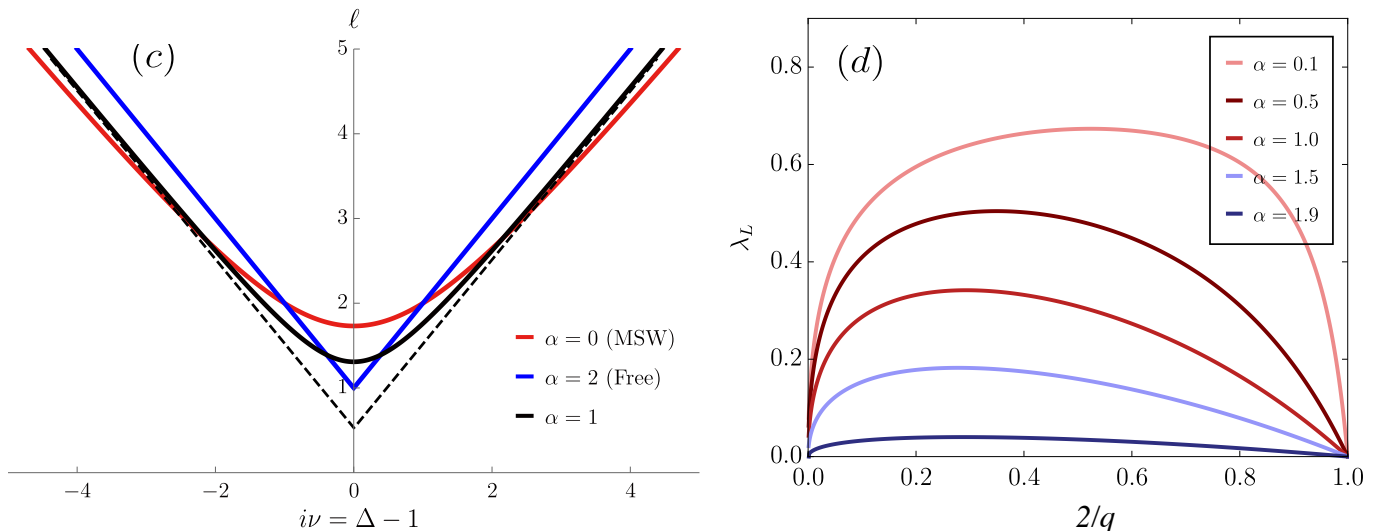 ℓ
(c)
5
4
3
2
1
α = 0 (MSW)
α = 2 (Free)
α = 1
−4 −2 0 2 4
iν = Δ − 1
(d)
α = 0.1
α = 0.5
α = 1.0
α = 1.5
α = 1.9
0.8
0.6
0.4
0.2
0.0
λ_L
0.0 0.2 0.4 0.6 0.8 1.0
2/q